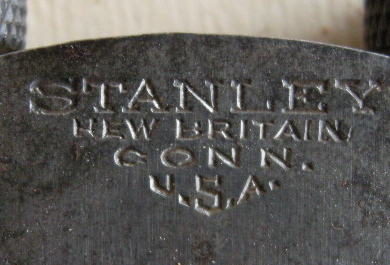 STANLEY
NEW BRITAIN,
CONN.
U.S.A.